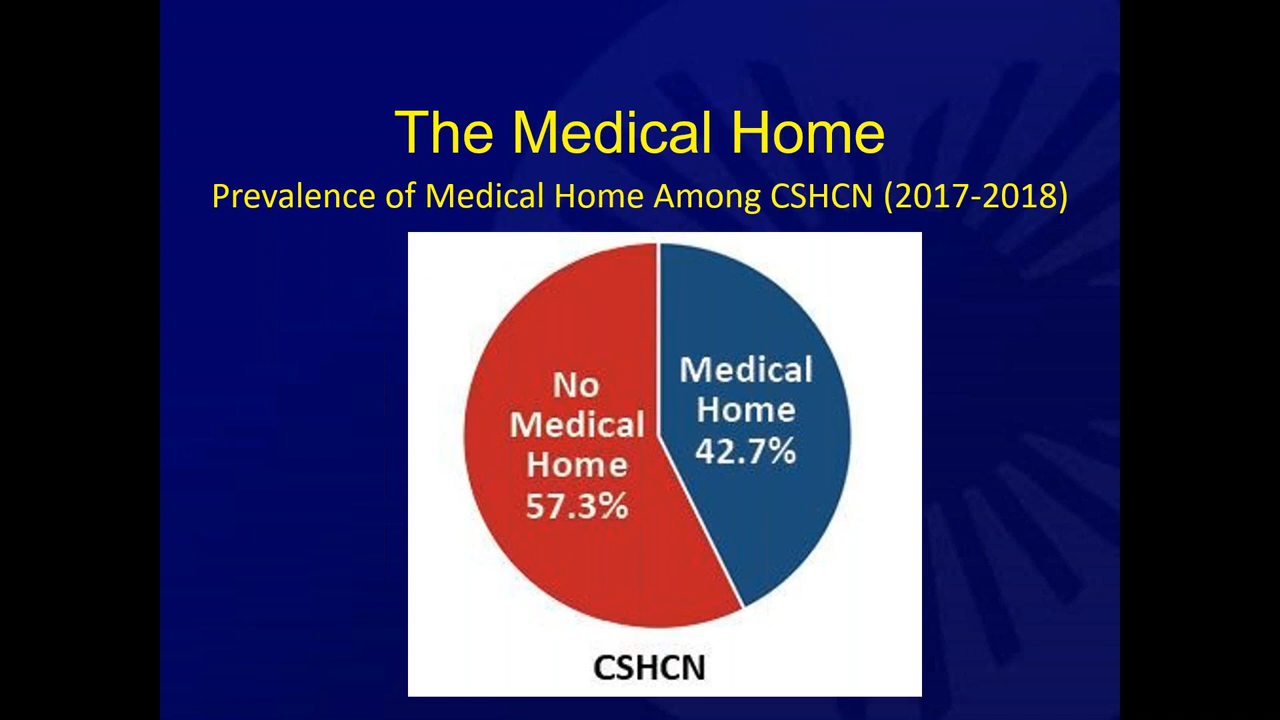 The Medical Home
Prevalence of Medical Home Among CSHCN (2017-2018)
No
Medical
Home
57.3%
Medical
Home
42.7%
CSHCN